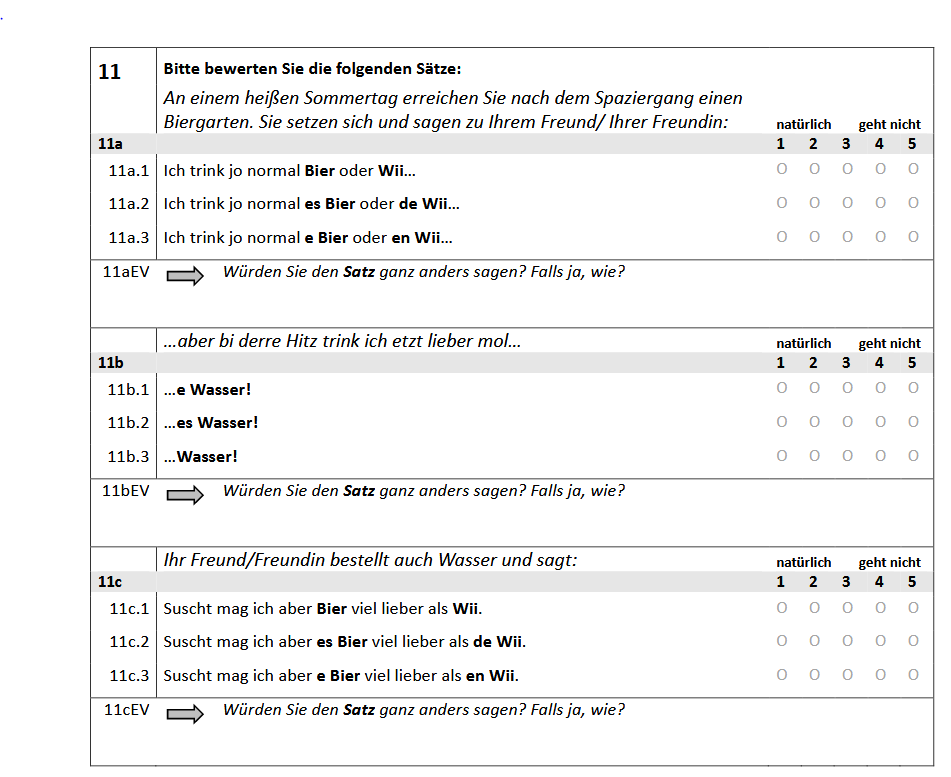 11 Bitte bewerten Sie die folgenden Sätze:
An einem heißen Sommertag erreichen Sie nach dem Spaziergang einen
Biergarten. Sie setzen sich und sagen zu Ihrem Freund/ Ihrer Freundin: natürlich geht nicht
11a 1 2 3 4 5
11a.1 Ich trink jo normal Bier oder Wii... O O O O O
11a.2 Ich trink jo normal es Bier oder de Wii... O O O O O
11a.3 Ich trink jo normal e Bier oder en Wii... O O O O O
11aEV Würden Sie den Satz ganz anders sagen? Falls ja, wie?
...aber bi derre Hitz trink ich etzt lieber mol... natürlich geht nicht
11b 1 2 3 4 5
11b.1 ...e Wasser! O O O O O
11b.2 ...es Wasser! O O O O O
11b.3 ...Wasser! O O O O O
11bEV Würden Sie den Satz ganz anders sagen? Falls ja, wie?
Ihr Freund/Freundin bestellt auch Wasser und sagt: natürlich geht nicht
11c 1 2 3 4 5
11c.1 Suscht mag ich aber Bier viel lieber als Wii. O O O O O
11c.2 Suscht mag ich aber es Bier viel lieber als de Wii. O O O O O
11c.3 Suscht mag ich aber e Bier viel lieber als en Wii. O O O O O
11cEV Würden Sie den Satz ganz anders sagen? Falls ja, wie?